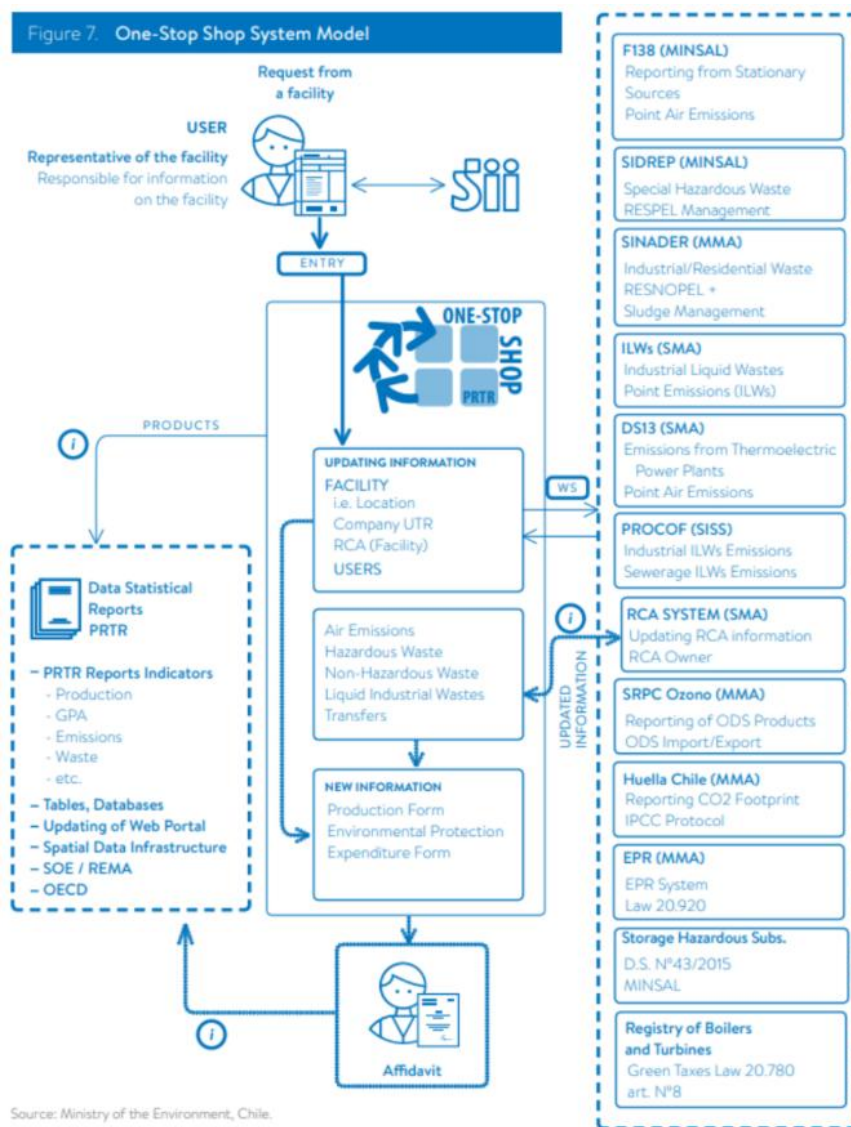 Figure 7. One-Stop Shop System Model
Request from
a facility
USER
Representative of the facility
Responsible for information
on the facility
Sii
ENTRY
ONE-STOP
SHOP
PRTR
PRODUCTS
i
UPDATING INFORMATION
FACILITY
i.e. Location
Company UTR
RCA (Facility)
USERS
WS
Air Emissions
Hazardous Waste
Non-Hazardous Waste
Liquid Industrial Wastes
Transfers
i
UPDATED
INFORMATION
NEW INFORMATION
Production Form
Environmental Protection
Expenditure Form
Data Statistical
Reports
PRTR
– PRTR Reports Indicators
- Production
- GPA
- Emissions
- Waste
- etc.
– Tables, Databases
– Updating of Web Portal
– Spatial Data Infrastructure
– SOE / REMA
– OECD
i
Affidavit
F138 (MINSAL)
Reporting from Stationary
Sources
Point Air Emissions
SIDREP (MINSAL)
Special Hazardous Waste
RESPEL Management
SINADER (MMA)
Industrial/Residential Waste
RESNOPEL +
Sludge Management
ILWs (SMA)
Industrial Liquid Wastes
Point Emissions (ILWs)
DS13 (SMA)
Emissions from Thermoelectric
Power Plants
Point Air Emissions
PROCOF (SISS)
Industrial ILWs Emissions
Sewerage ILWs Emissions
RCA SYSTEM (SMA)
Updating RCA information
RCA Owner
SRPC Ozono (MMA)
Reporting of ODS Products
ODS Import/Export
Huella Chile (MMA)
Reporting CO2 Footprint
IPCC Protocol
EPR (MMA)
EPR System
Law 20.920
Storage Hazardous Subs.
D.S. N°43/2015
MINSAL
Registry of Boilers
and Turbines
Green Taxes Law 20.780
art. N°8
Source: Ministry of the Environment, Chile.